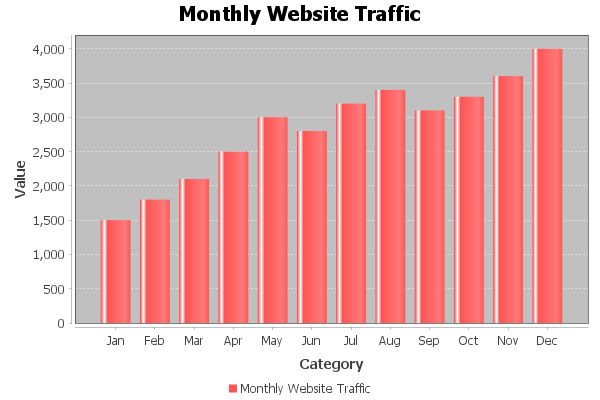 Monthly Website Traffic
Value
4,000
3,500
3,000
2,500
2,000
1,500
1,000
500
0
Jan Feb Mar Apr May Jun Jul Aug Sep Oct Nov Dec
Category
Monthly Website Traffic